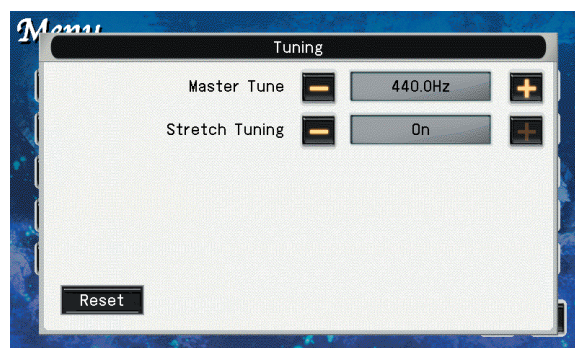 Menu
Tuning
Master Tune - 440.0Hz +
Stretch Tuning - On +
Reset